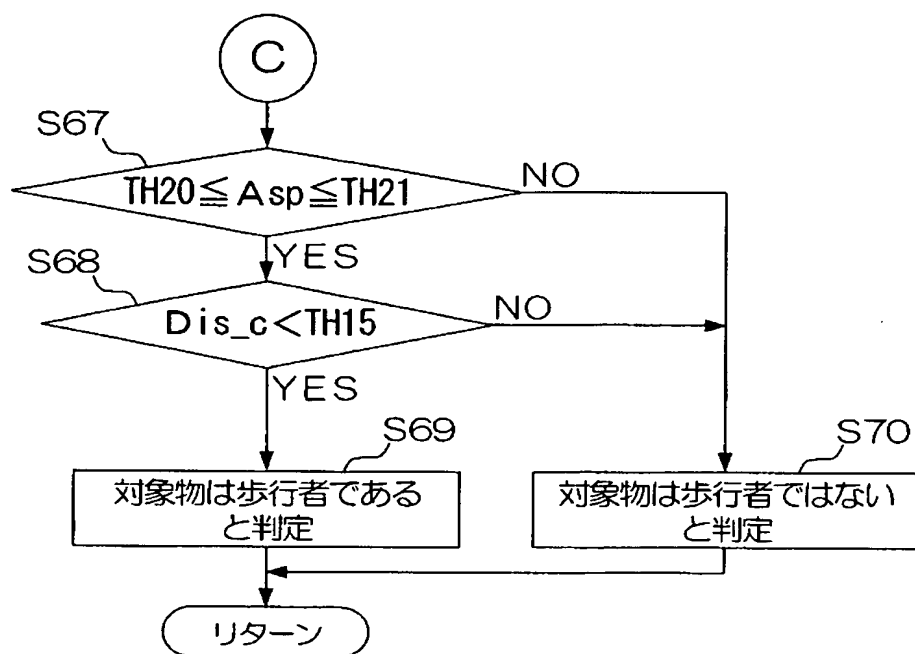 C
S67
TH20≦Asp≦TH21
NO
YES
S68
Dis_c<TH15
NO
YES
S69
対象物は歩行者である
と判定
S70
対象物は歩行者ではない
と判定
リターン